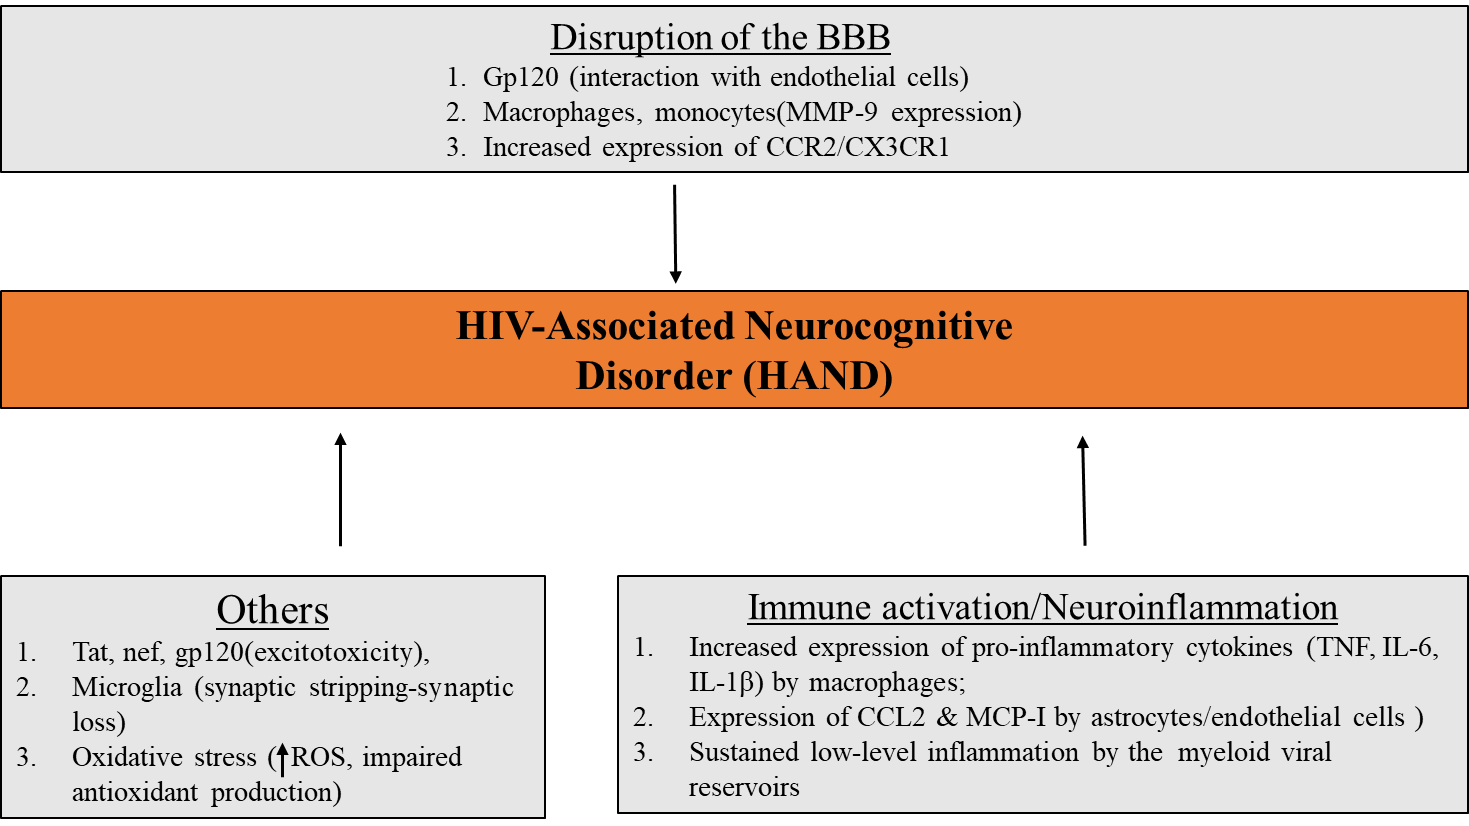 Disruption of the BBB
1. Gp120 (interaction with endothelial cells)
2. Macrophages, monocytes(MMP-9 expression)
3. Increased expression of CCR2/CX3CR1
HIV-Associated Neurocognitive
Disorder (HAND)
Others
1. Tat, nef, gp120(excitotoxicity),
2. Microglia (synaptic stripping-synaptic
loss)
3. Oxidative stress (↑ROS, impaired
antioxidant production)
Immune activation/Neuroinflammation
1. Increased expression of pro-inflammatory cytokines (TNF, IL-6,
IL-1β) by macrophages;
2. Expression of CCL2 & MCP-I by astrocytes/endothelial cells )
3. Sustained low-level inflammation by the myeloid viral
reservoirs